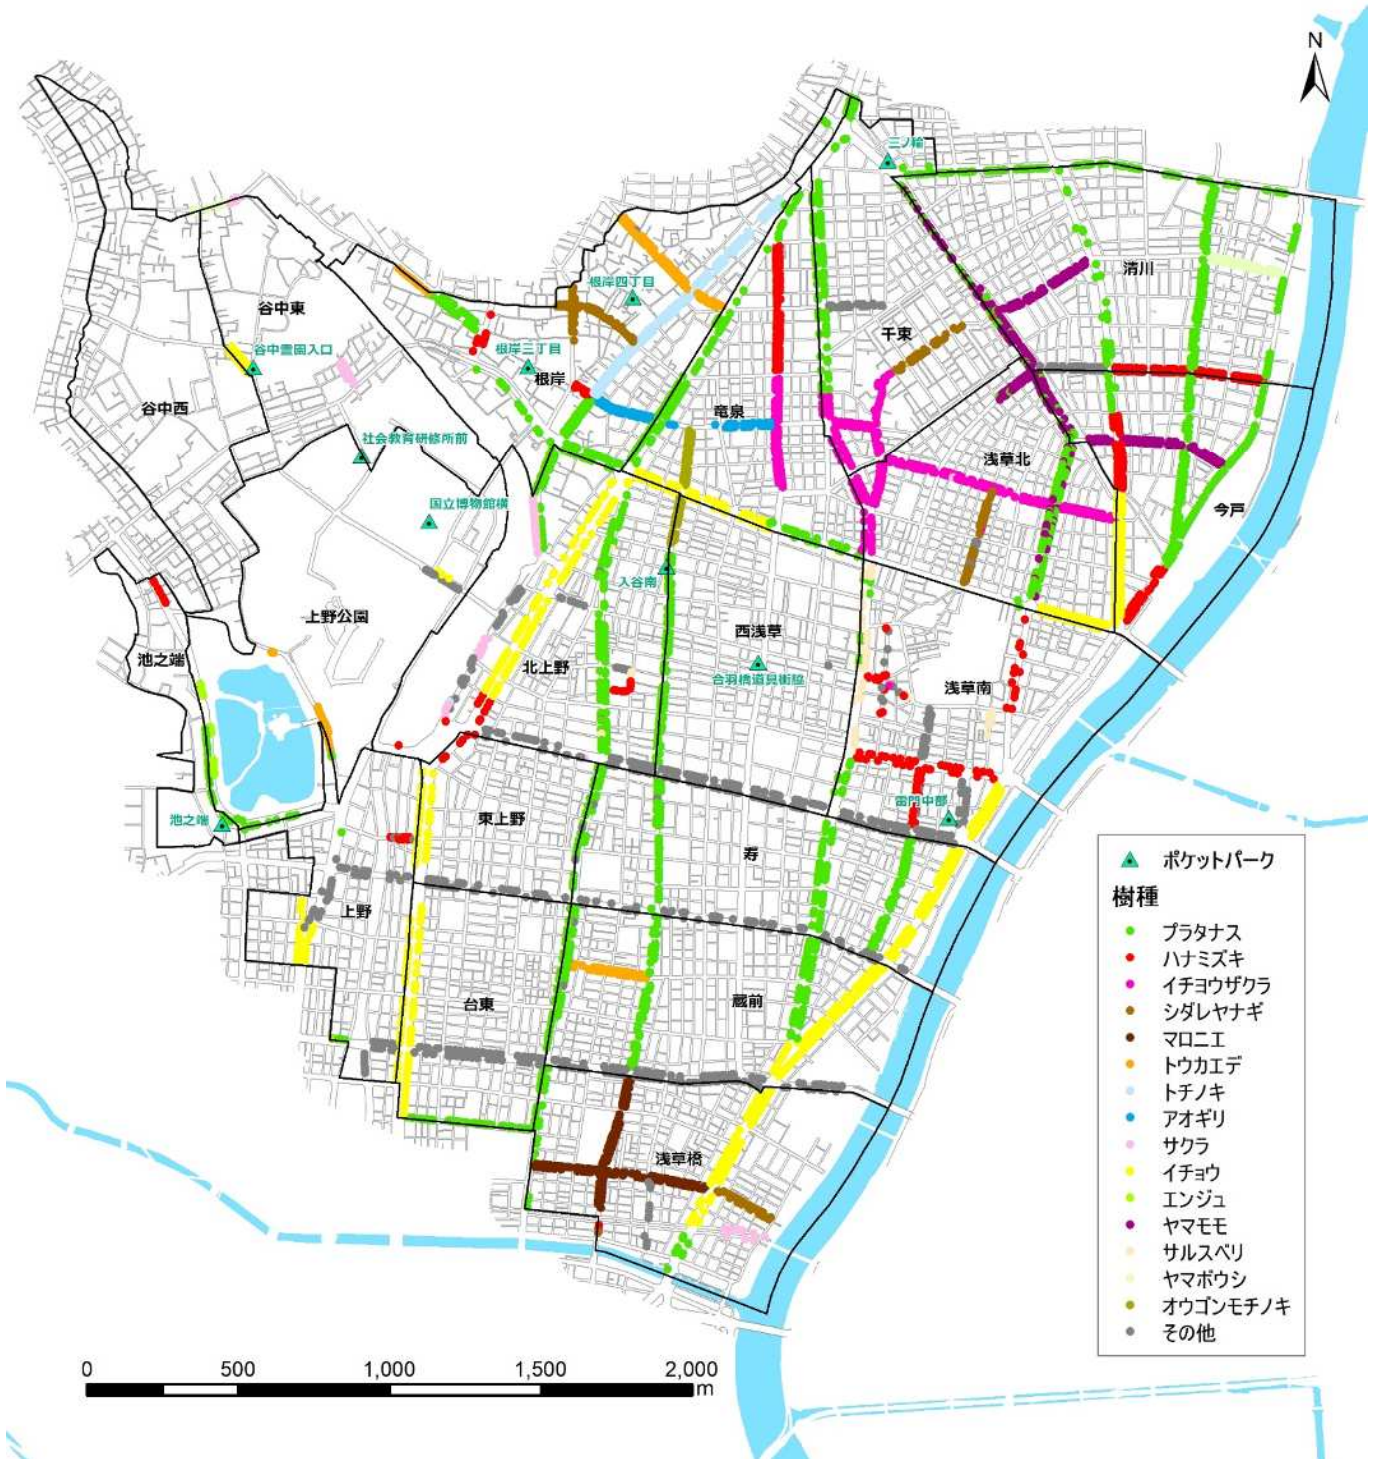 N
三ノ輪
清川
根岸四丁目
谷中東
千束
谷中霊園入口
根岸三丁目
根岸
谷中西
竜泉
社会教育研修所前
浅草北
国立博物館横
今戸
入谷南
上野公園
西浅草
池之端
北上野
合羽橋道具街脇
浅草南
雷門中部
池之端
東上野
寿
上野
台東
蔵前
浅草橋
ポケットパーク
樹種
プラタナス
ハナミズキ
イチヨウザクラ
シダレヤナギ
マロニエ
トウカエデ
トチノキ
アオギリ
サクラ
イチョウ
エンジュ
ヤマモモ
サルスベリ
ヤマボウシ
オウゴンモチノキ
その他
0 500 1,000 1,500 2,000
m